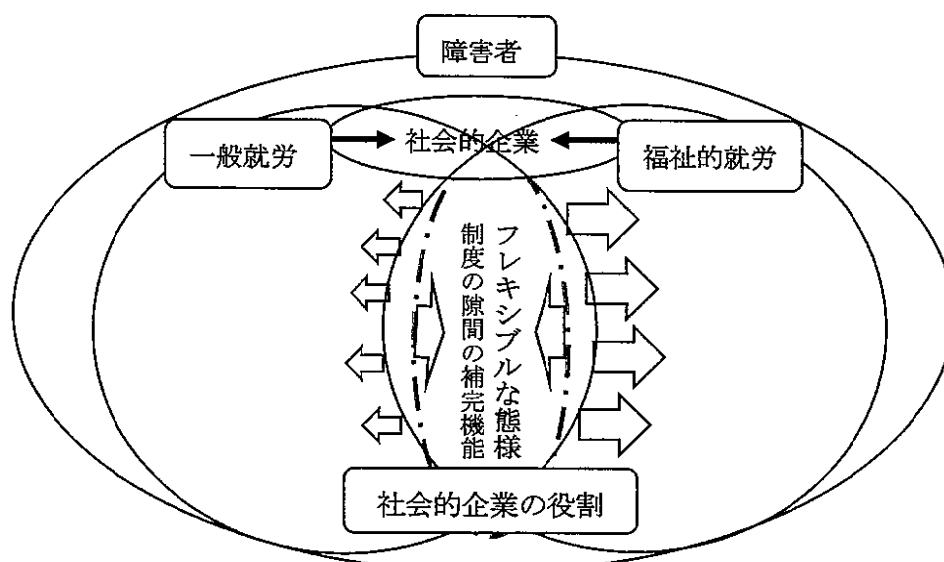 障害者
一般就労
社会的企業
福祉的就労
フレキシブルな態様
制度の隙間の補完機能
社会的企業の役割